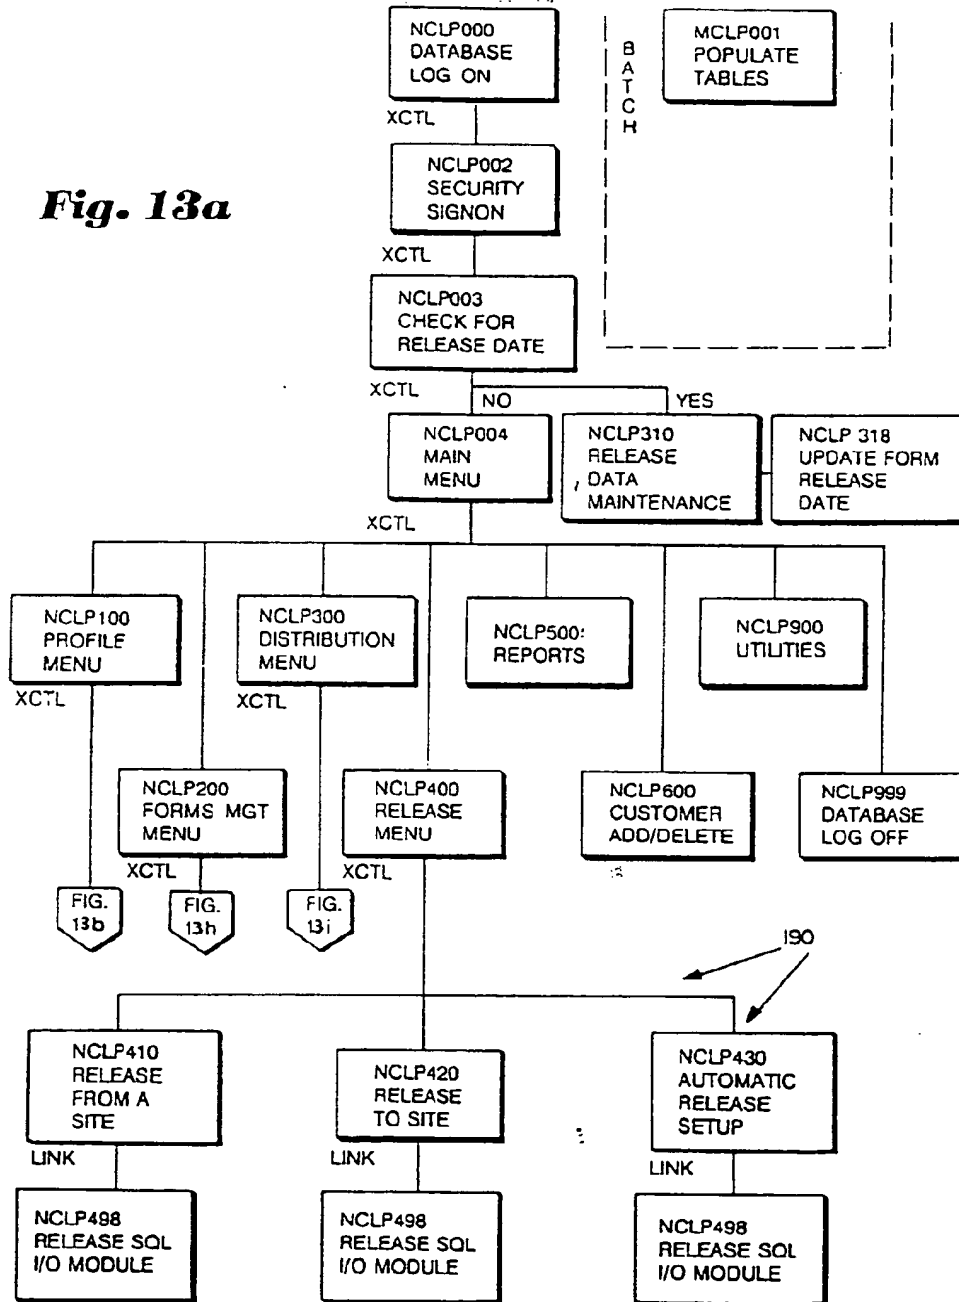 NCLP000
DATABASE
LOG ON
BATCH
MCLP001
POPULATE
TABLES
XCTL
NCLP002
SECURITY
SIGNON
Fig. 13a
XCTL
NCLP003
CHECK FOR
RELEASE DATE
XCTL
NO
YES
NCLP004
MAIN
MENU
NCLP310
RELEASE
DATA
MAINTENANCE
NCLP 318
UPDATE FORM
RELEASE
DATE
XCTL
NCLP100
PROFILE
MENU
NCLP300
DISTRIBUTION
MENU
NCLP500:
REPORTS
NCLP900
UTILITIES
XCTL
XCTL
NCLP200
FORMS MGT
MENU
NCLP400
RELEASE
MENU
NCLP600
CUSTOMER
ADD/DELETE
NCLP999
DATABASE
LOG OFF
XCTL
XCTL
FIG.
13b
FIG.
13h
FIG.
13i
190
NCLP410
RELEASE
FROM A
SITE
NCLP420
RELEASE
TO SITE
NCLP430
AUTOMATIC
RELEASE
SETUP
LINK
LINK
LINK
NCLP498
RELEASE SQL
I/O MODULE
NCLP498
RELEASE SQL
I/O MODULE
NCLP498
RELEASE SQL
I/O MODULE